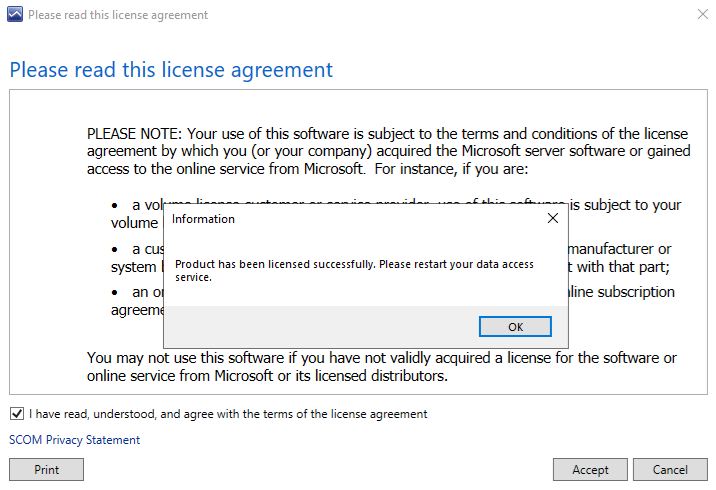 Please read this license agreement
Please read this license agreement
PLEASE NOTE: Your use of this software is subject to the terms and conditions of the license
agreement by which you (or your company) acquired the Microsoft server software or gained
access to the online service from Microsoft. For instance, if you are:
• a volume license customer or service provider, use of this software is subject to your
volume
Information
• a cus manufacturer or
system t with that part;
Product has been licensed successfully. Please restart your data access
service.
• an on line subscription
agreeme
OK
You may not use this software if you have not validly acquired a license for the software or
online service from Microsoft or its licensed distributors.
I have read, understood, and agree with the terms of the license agreement
SCOM Privacy Statement
Print
Accept
Cancel